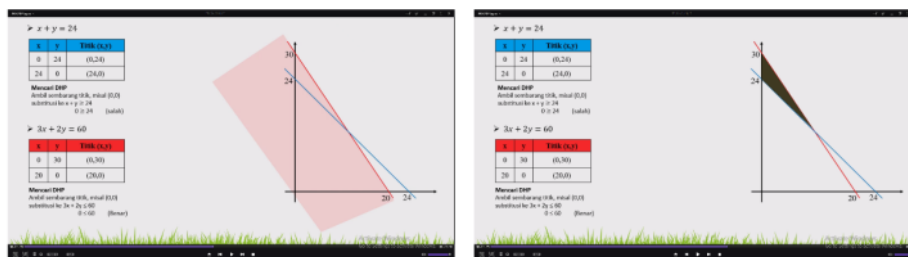 ➢ x + y = 24
x y Titik (x,y)
0 24 (0,24)
24 0 (24,0)
Mencari DHP
Ambil sembarang titik, misal (0,0)
substitusi ke x + y ≥ 24
0 ≥ 24 (salah)
➢ 3x + 2y = 60
x y Titik (x,y)
0 30 (0,30)
20 0 (20,0)
Mencari DHP
Ambil sembarang titik, misal (0,0)
substitusi ke 3x + 2y ≤ 60
0 ≤ 60 (Benar)
30
24
20 24
➢ x + y = 24
x y Titik (x,y)
0 24 (0,24)
24 0 (24,0)
Mencari DHP
Ambil sembarang titik, misal (0,0)
substitusi ke x + y ≥ 24
0 ≥ 24 (salah)
➢ 3x + 2y = 60
x y Titik (x,y)
0 30 (0,30)
20 0 (20,0)
Mencari DHP
Ambil sembarang titik, misal (0,0)
substitusi ke 3x + 2y ≤ 60
0 ≤ 60 (Benar)
30
24
20 24